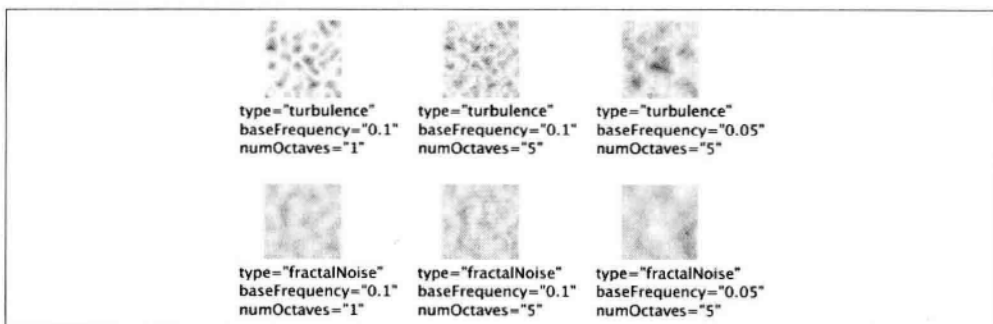 type="turbulence"
baseFrequency="0.1"
numOctaves="1"
type="turbulence"
baseFrequency="0.1"
numOctaves="5"
type="turbulence"
baseFrequency="0.05"
numOctaves="5"
type="fractalNoise"
baseFrequency="0.1"
numOctaves="1"
type="fractalNoise"
baseFrequency="0.1"
numOctaves="5"
type="fractalNoise"
baseFrequency="0.05"
numOctaves="5"